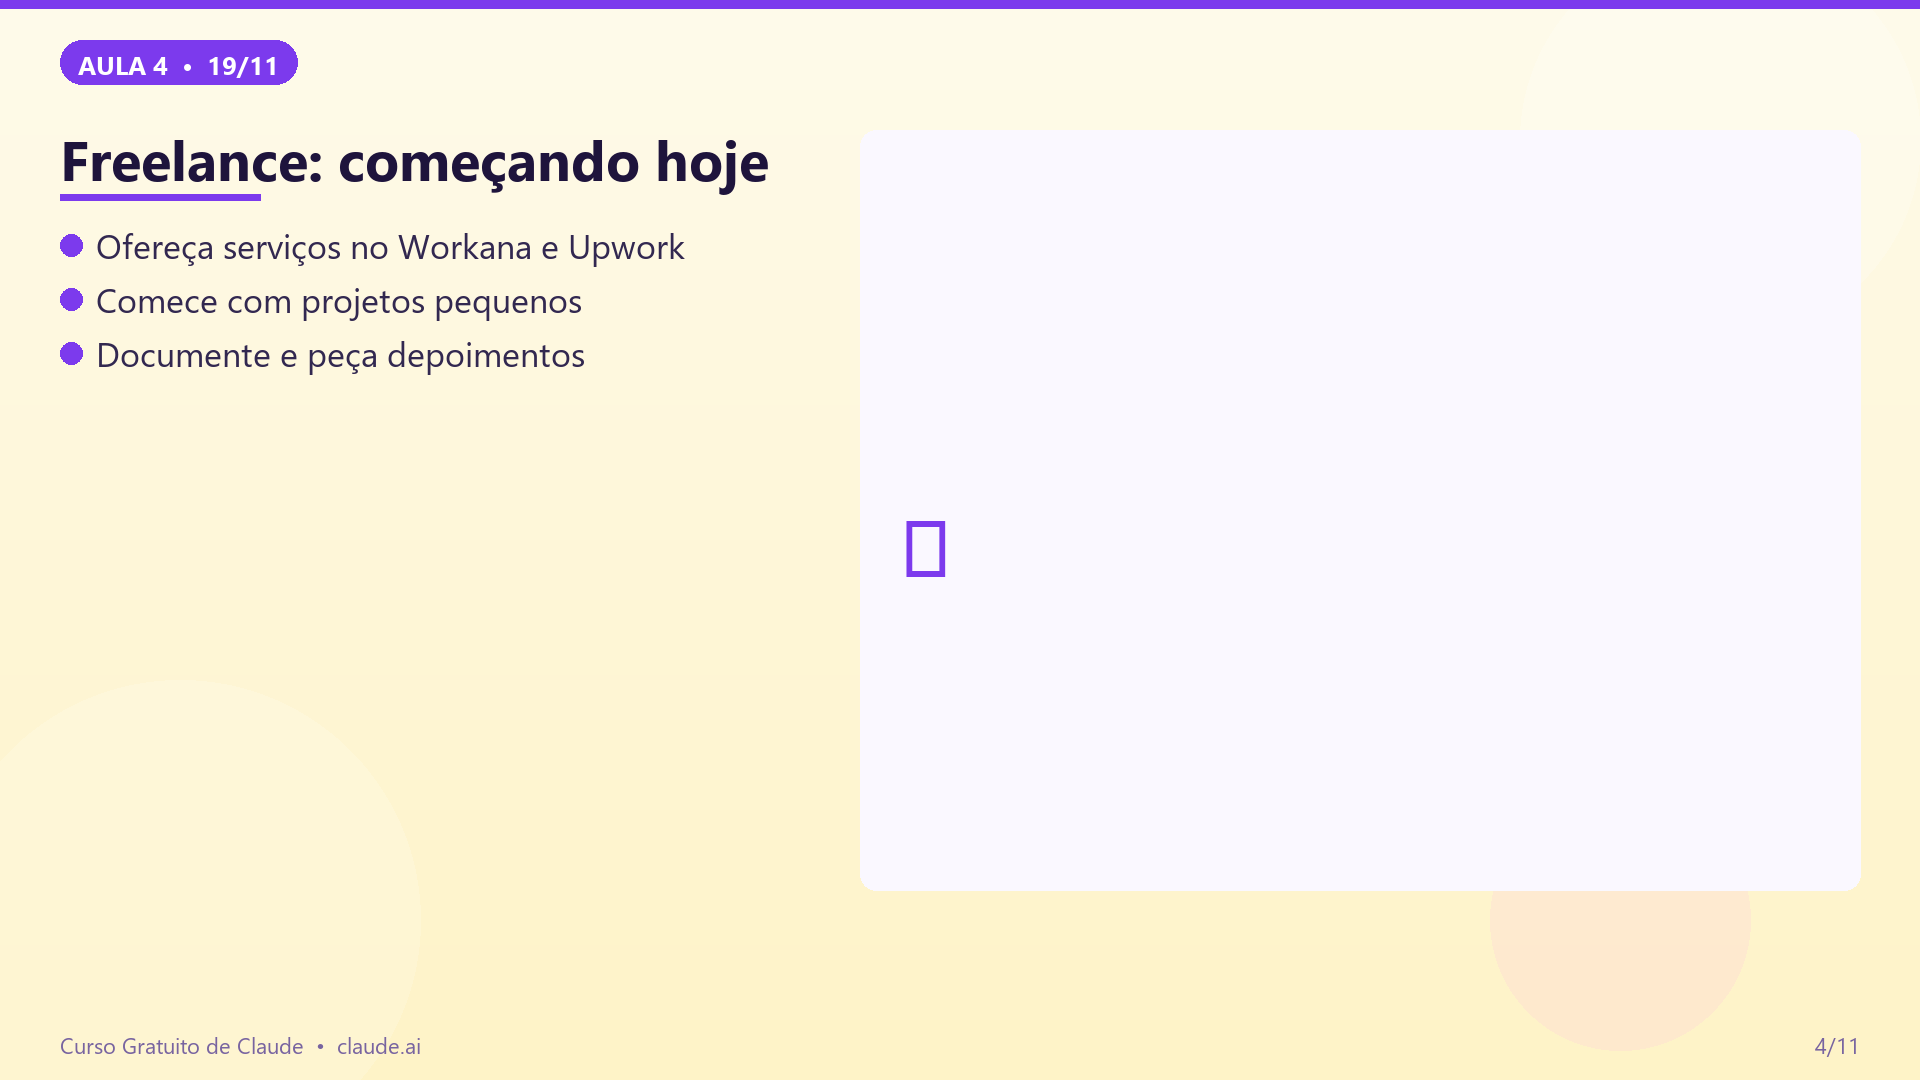 AULA 4 • 19/11
Freelance: começando hoje
Ofereça serviços no Workana e Upwork
Comece com projetos pequenos
Documente e peça depoimentos
Curso Gratuito de Claude • claude.ai
4/11